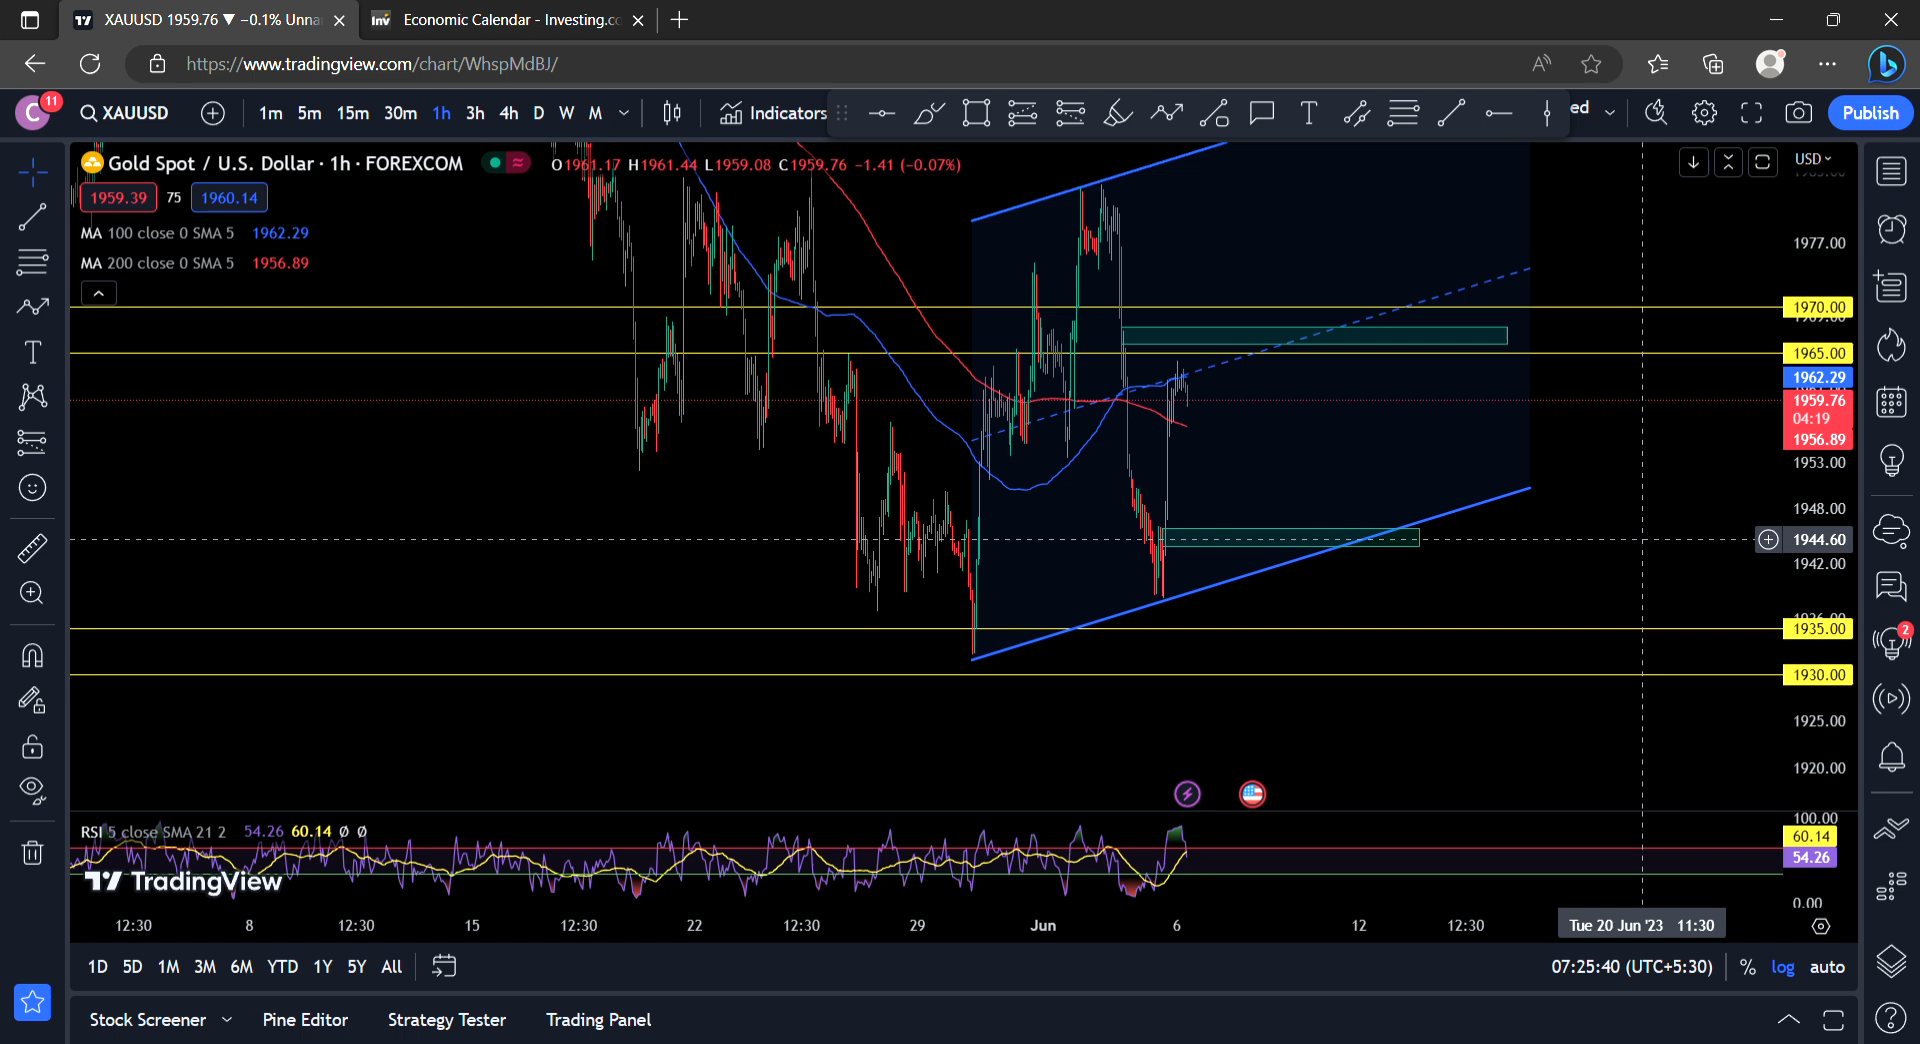 XAUUSD 1959.76 ▼ −0.1% Unna
Economic Calendar - Investing.co
https://www.tradingview.com/chart/WhspMdBJ/
C 11
XAUUSD 1m 5m 15m 30m 1h 3h 4h D W M Indicators ed Publish
Gold Spot / U.S. Dollar · 1h · FOREXCOM O1961.17 H1961.44 L1959.08 C1959.76 −1.41 (−0.07%)
USD
1959.39 75 1960.14
MA 100 close 0 SMA 5 1962.29
MA 200 close 0 SMA 5 1956.89
1977.00
1970.00
1965.00
1962.29
1959.76
04:19
1956.89
1953.00
1948.00
1944.60
1942.00
1935.00
1930.00
1925.00
1920.00
2
RSI 5 close SMA 21 2 54.26 60.14 Ø Ø
100.00
60.14
54.26
0.00
TradingView
12:30 8 12:30 15 12:30 22 12:30 29 Jun 6 12 12:30 Tue 20 Jun '23 11:30
1D 5D 1M 3M 6M YTD 1Y 5Y All 07:25:40 (UTC+5:30) % log auto
Stock Screener Pine Editor Strategy Tester Trading Panel